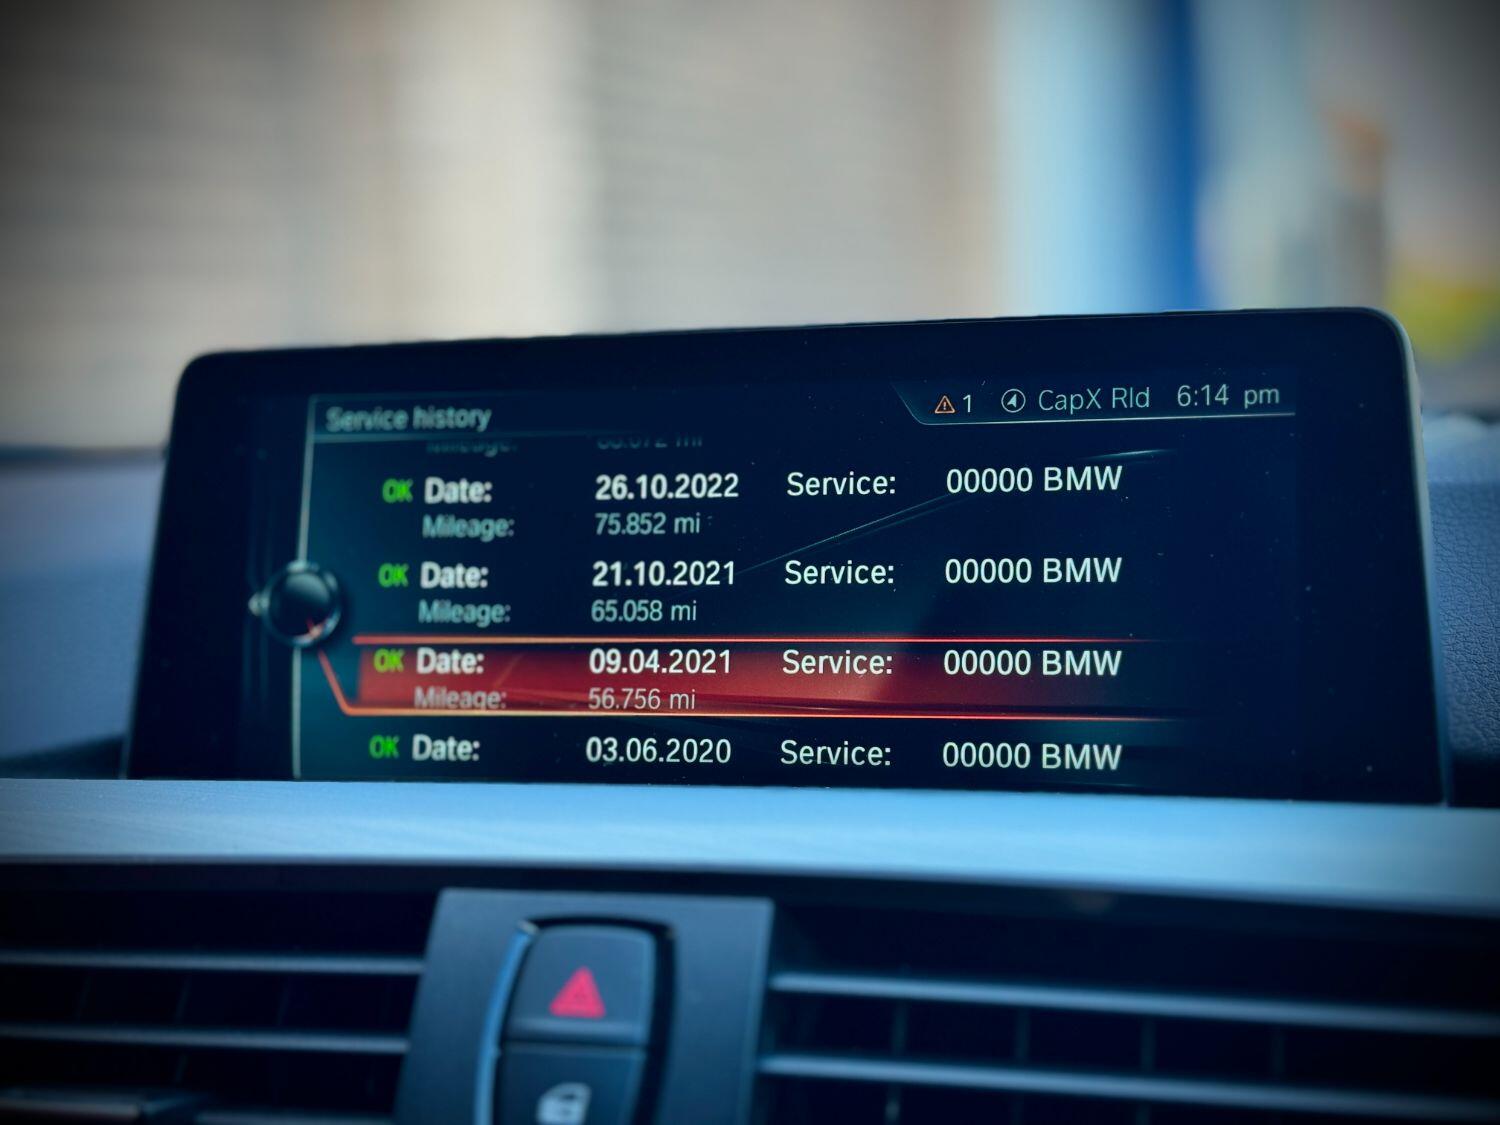 1 CapX Rld 6:14 pm
Service history
Mileage:
OK Date: 26.10.2022 Service: 00000 BMW
Mileage: 75.852 mi
OK Date: 21.10.2021 Service: 00000 BMW
Mileage: 65.058 mi
OK Date: 09.04.2021 Service: 00000 BMW
Mileage: 56.756 mi
OK Date: 03.06.2020 Service: 00000 BMW